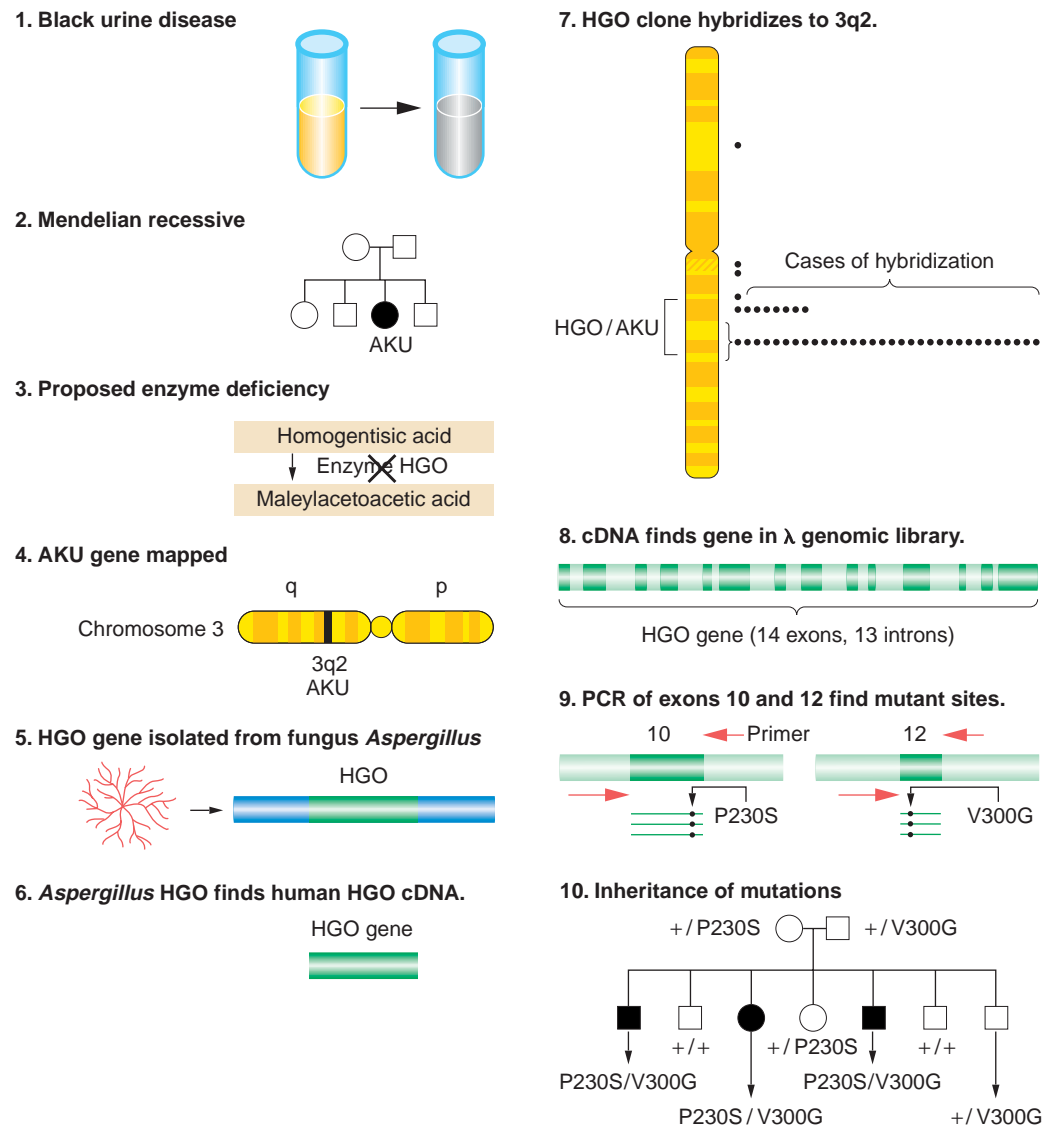 1. Black urine disease
2. Mendelian recessive
AKU
3. Proposed enzyme deficiency
Homogentisic acid
Enzyme HGO
Maleylacetoacetic acid
4. AKU gene mapped
q p
Chromosome 3
3q2
AKU
5. HGO gene isolated from fungus Aspergillus
HGO
6. Aspergillus HGO finds human HGO cDNA.
HGO gene
7. HGO clone hybridizes to 3q2.
Cases of hybridization
HGO/AKU
8. cDNA finds gene in λ genomic library.
HGO gene (14 exons, 13 introns)
9. PCR of exons 10 and 12 find mutant sites.
10 Primer 12
P230S V300G
10. Inheritance of mutations
+/P230S +/V300G
+/+ +/P230S +/+
P230S/V300G P230S/V300G
P230S/V300G +/V300G